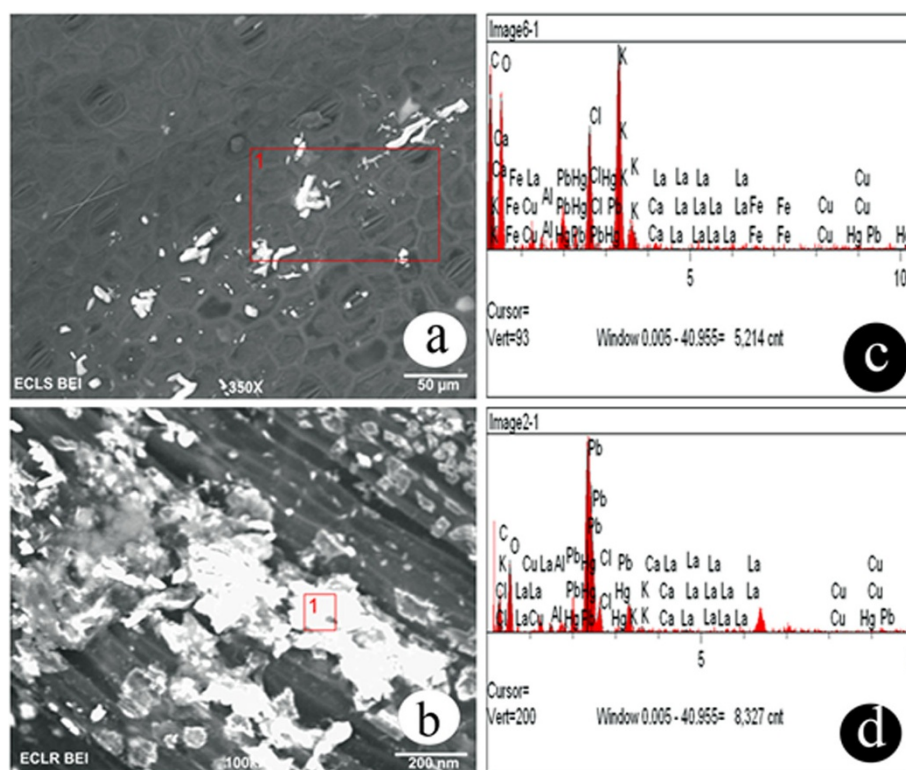 1
a
ECLS BEI 350X 50 µm
Image6-1
C O K
Cl
Ca K
Fe La Pb Hg Cl Hg K K La La La La Cu
Ca Al
Fe Cu Pb Hg Cl Pb K Ca La La La La Fe Fe Cu Cu
K Fe Cu Al Hg Pb Pb Hg K La La La La Fe Fe Cu Hg Pb
5 10
Cursor=
Vert=93 Window 0.005 - 40.955= 5,214 cnt
c
1
b
ECLR BEI 200 nm
Image2-1
Pb
Pb
C Pb
K O Cu La Al Pb Hg Cl Pb Ca La La La La La Cu
Cl La La Pb Hg Hg K La La La La La Cu Cu
La Cu Al Hg Pb Cl Hg K K Ca La La La La Cu Hg Pb
5
Cursor=
Vert=200 Window 0.005 - 40.955= 8,327 cnt
d